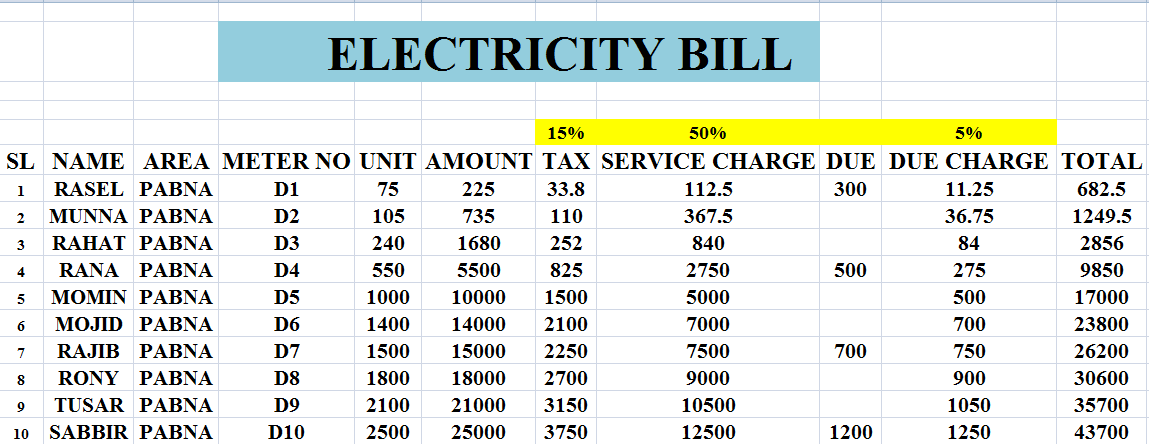 ELECTRICITY BILL
15% 50% 5%
SL NAME AREA METER NO UNIT AMOUNT TAX SERVICE CHARGE DUE DUE CHARGE TOTAL
1 RASEL PABNA D1 75 225 33.8 112.5 300 11.25 682.5
2 MUNNA PABNA D2 105 735 110 367.5 36.75 1249.5
3 RAHAT PABNA D3 240 1680 252 840 84 2856
4 RANA PABNA D4 550 5500 825 2750 500 275 9850
5 MOMIN PABNA D5 1000 10000 1500 5000 500 17000
6 MOJID PABNA D6 1400 14000 2100 7000 700 23800
7 RAJIB PABNA D7 1500 15000 2250 7500 700 750 26200
8 RONY PABNA D8 1800 18000 2700 9000 900 30600
9 TUSAR PABNA D9 2100 21000 3150 10500 1050 35700
10 SABBIR PABNA D10 2500 25000 3750 12500 1200 1250 43700